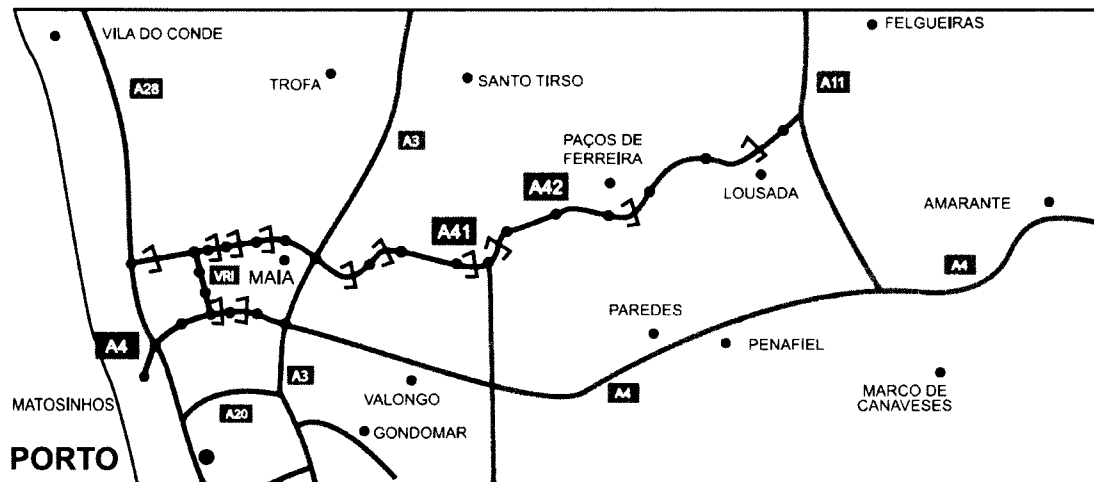 VILA DO CONDE
FELGUEIRAS
A28
TROFA
SANTO TIRSO
A11
A3
PAÇOS DE
FERREIRA
A42
LOUSADA
AMARANTE
A41
VRI
MAIA
A4
PAREDES
A4
PENAFIEL
A3
VALONGO
A4
MARCO DE
CANAVESES
MATOSINHOS
A20
GONDOMAR
PORTO